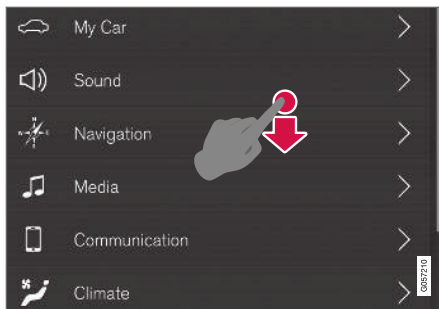 My Car
Sound
Navigation
Media
Communication
Climate
G057210